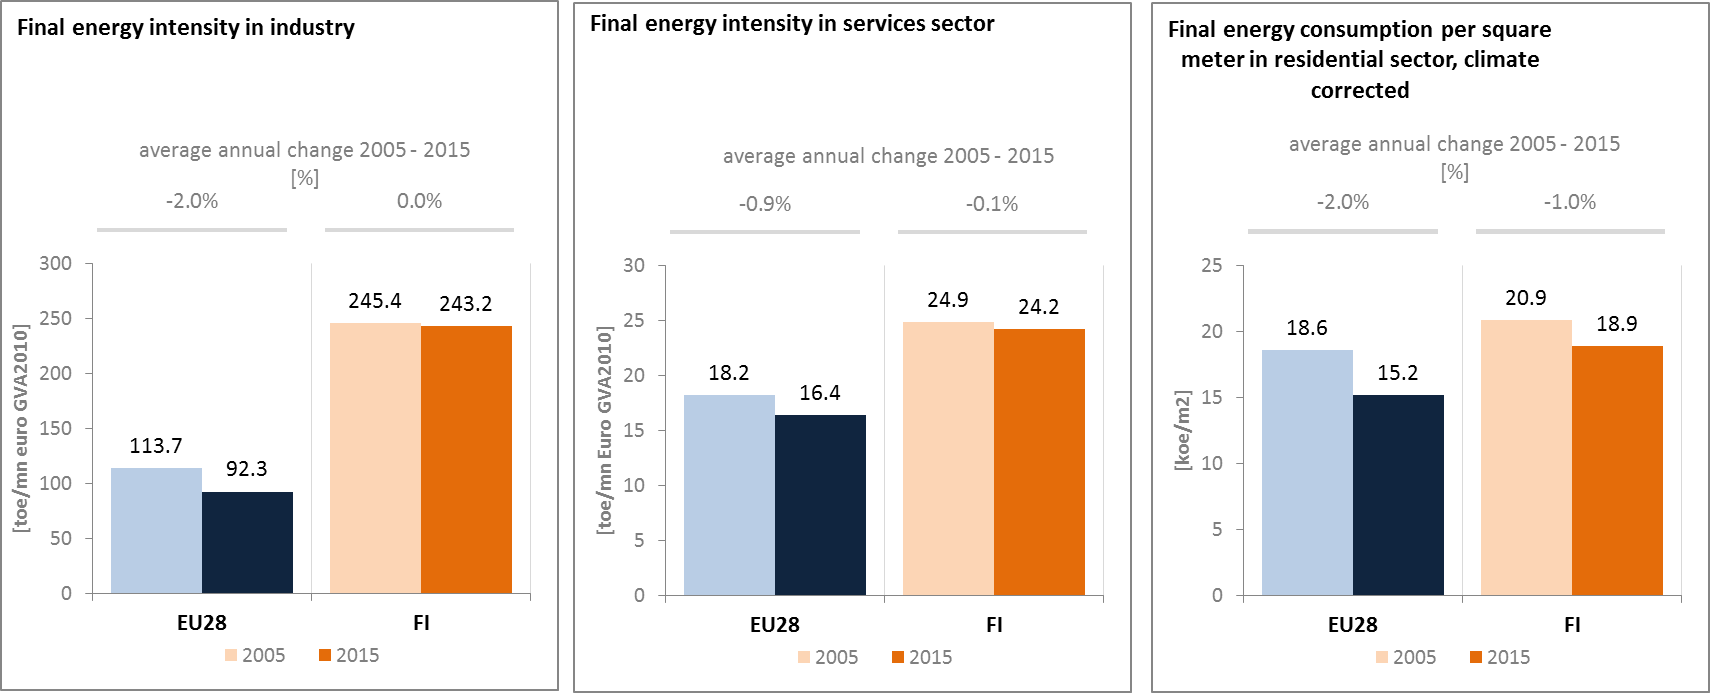 Final energy intensity in industry
average annual change 2005 - 2015
[%]
-2.0% 0.0%
300
250
200
150
100
50
0
[toe/mn euro GVA2010]
113.7
92.3
245.4
243.2
EU28 FI
2005 2015
Final energy intensity in services sector
average annual change 2005 - 2015
-0.9% -0.1%
30
25
20
15
10
5
0
[toe/mn Euro GVA2010]
18.2
16.4
24.9
24.2
EU28 FI
2005 2015
Final energy consumption per square
meter in residential sector, climate
corrected
average annual change 2005 - 2015
[%]
-2.0% -1.0%
25
20
15
10
5
0
[koe/m2]
18.6
15.2
20.9
18.9
EU28 FI
2005 2015